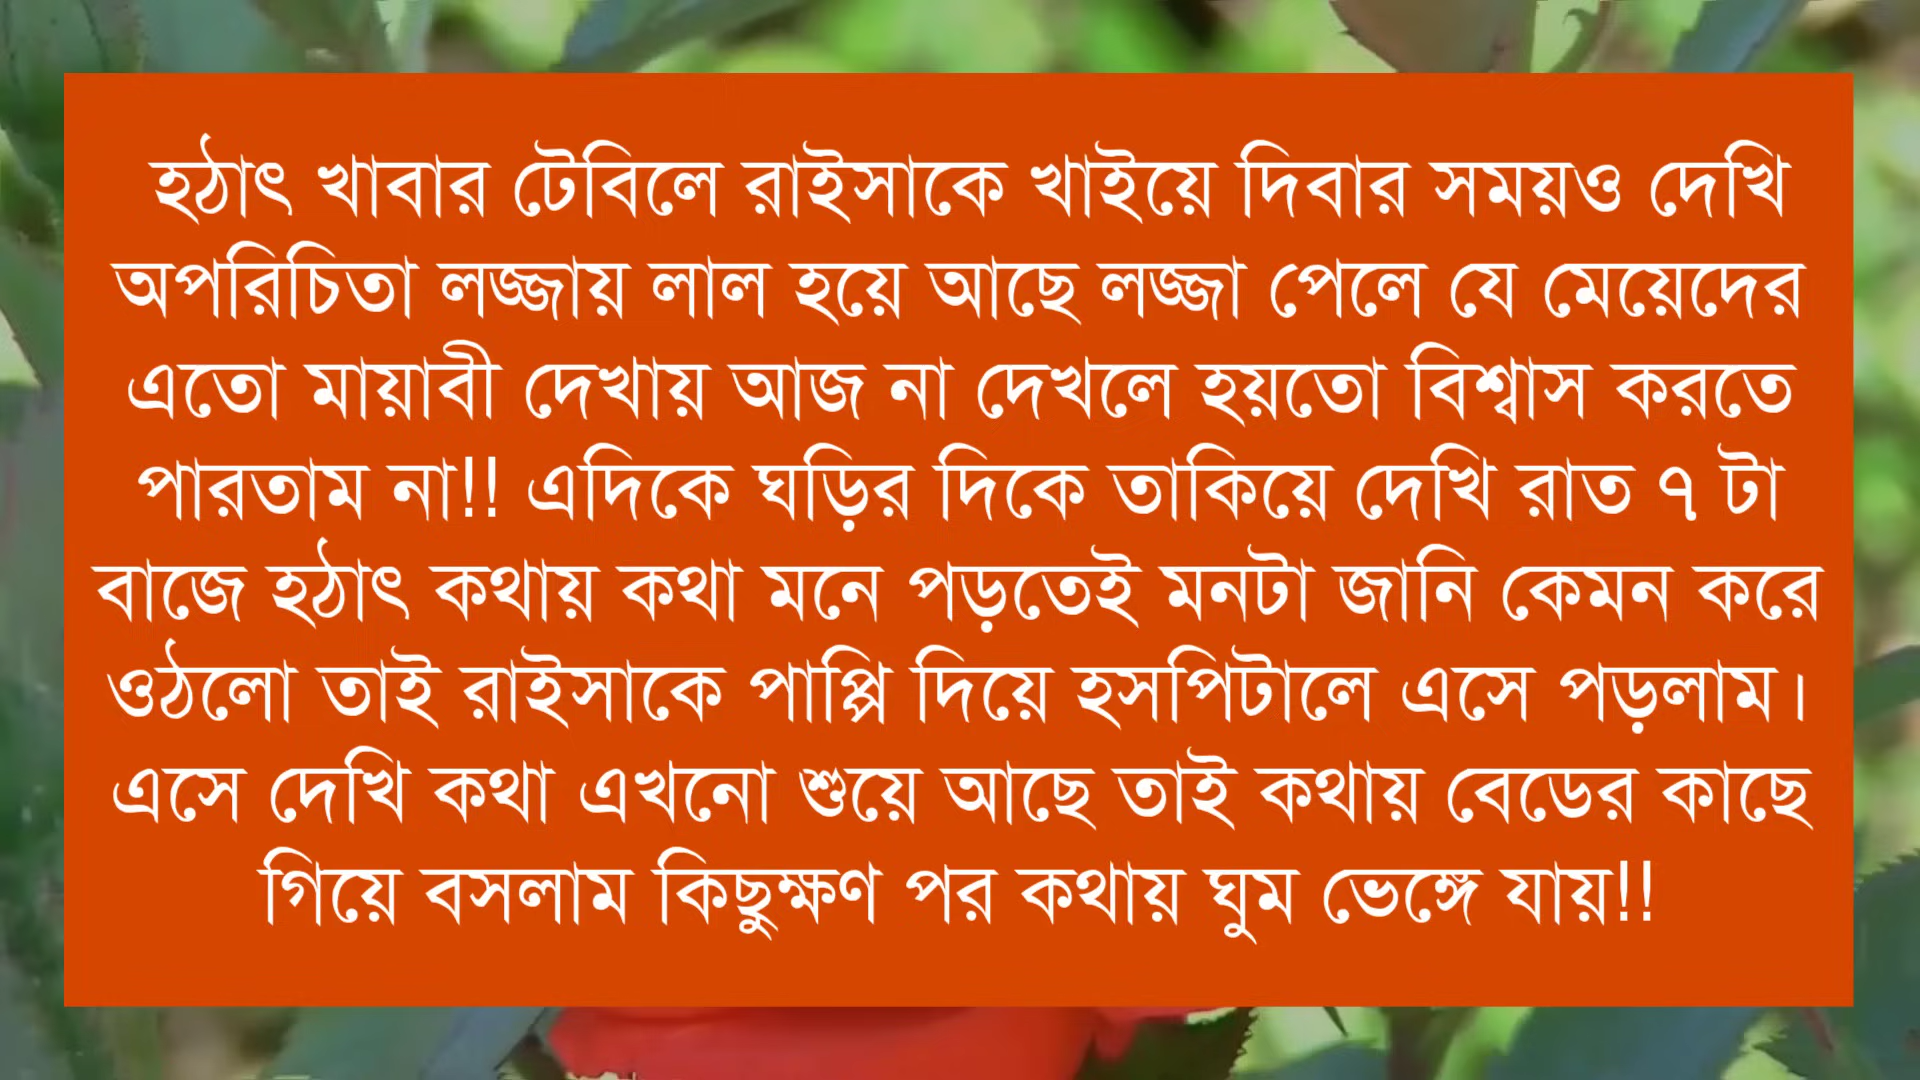 হঠাৎ খাবার টেবিলে রাইসাকে খাইয়ে দিবার সময়ও দেখি
অপরিচিতা লজ্জায় লাল হয়ে আছে লজ্জা পেলে যে মেয়েদের
এতো মায়াবী দেখায় আজ না দেখলে হয়তো বিশ্বাস করতে
পারতাম না!! এদিকে ঘড়ির দিকে তাকিয়ে দেখি রাত ৭ টা
বাজে হঠাৎ কথায় কথা মনে পড়তেই মনটা জানি কেমন করে
ওঠলো তাই রাইসাকে পাপ্পি দিয়ে হসপিটালে এসে পড়লাম।
এসে দেখি কথা এখনো শুয়ে আছে তাই কথায় বেডের কাছে
গিয়ে বসলাম কিছুক্ষণ পর কথায় ঘুম ভেঙ্গে যায়!!